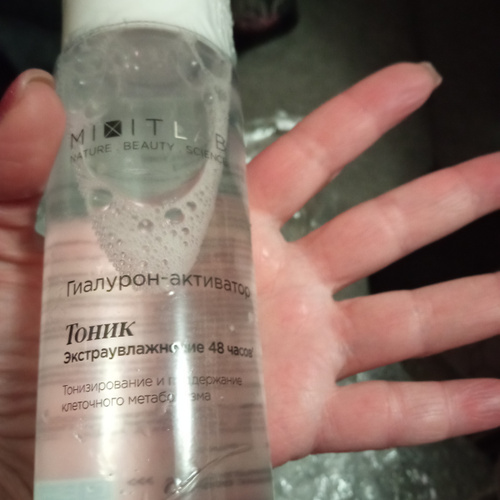 MIXIT LAB
NATURE . BEAUTY . SCIENCE
Гиалурон-активатор
Тоник
Экстраувлажнение 48 часов
Тонизирование и поддержание
клеточного метаболизма